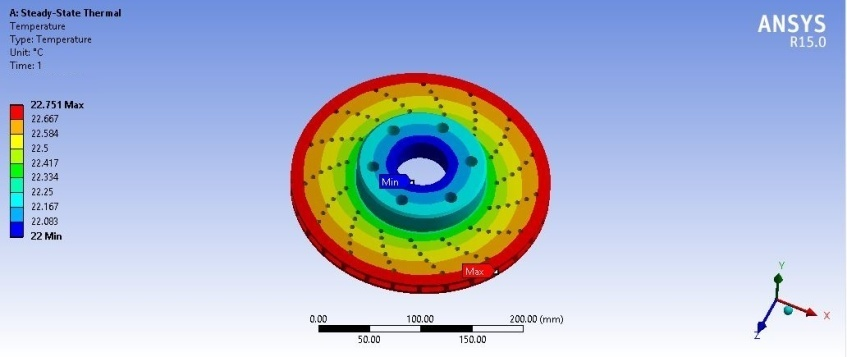 A: Steady-State Thermal
Temperature
Type: Temperature
Unit: °C
Time: 1
ANSYS
R15.0
22.751 Max
22.667
22.584
22.5
22.417
22.334
22.25
22.167
22.083
22 Min
Min
Max
0.00 100.00 200.00 (mm)
50.00 150.00
Y
X
Z